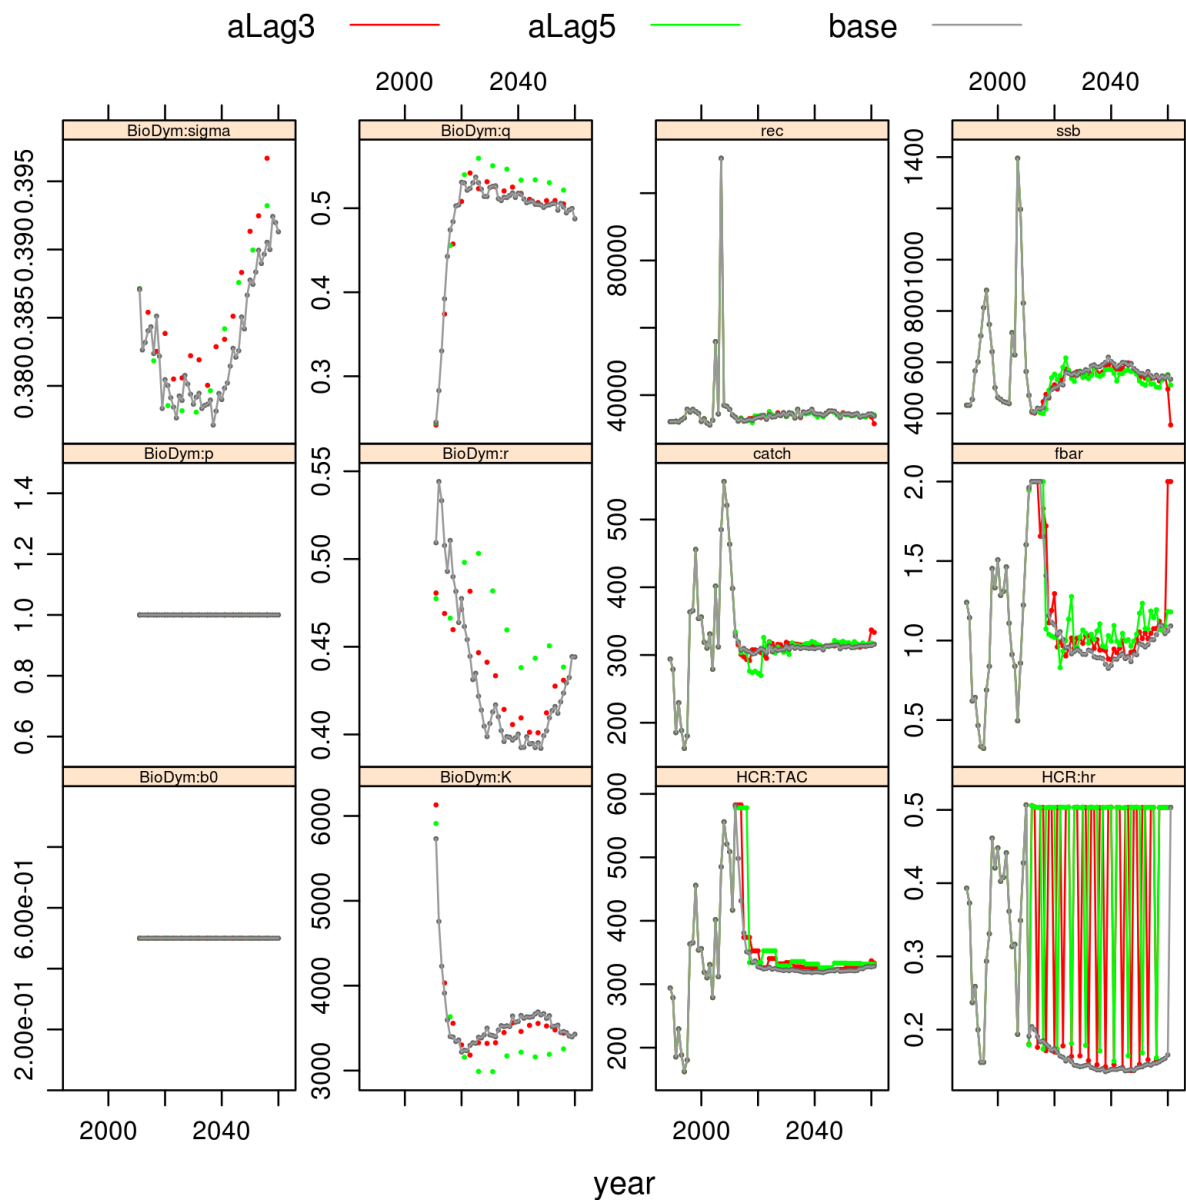 aLag3 aLag5 base
2000 2040 2000 2040
BioDym:sigma BioDym:q rec ssb
0.380 0.385 0.390 0.395
0.3 0.4 0.5
40000 80000
400 600 800 1000 1400
BioDym:p BioDym:r catch fbar
0.6 0.8 1.0 1.2 1.4
0.40 0.45 0.50 0.55
200 300 400 500
0.5 1.0 1.5 2.0
BioDym:b0 BioDym:K HCR:TAC HCR:hr
2.00e-01 6.00e-01
3000 4000 5000 6000
200 300 400 500 600
0.2 0.3 0.4 0.5
2000 2040 2000 2040
year